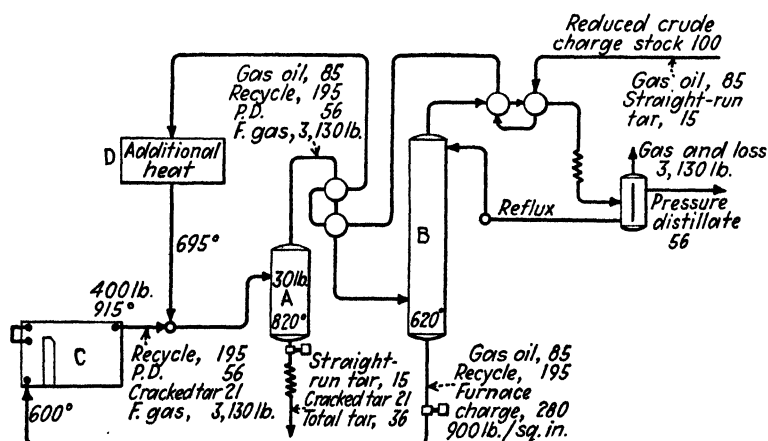 Reduced crude
charge stock 100
Gas oil, 85
Straight-run
tar, 15
Gas oil, 85
Recycle, 195
P.D. 56
F. gas, 3,130 lb.
D
Additional
heat
695°
Gas and loss
3,130 lb.
Reflux
Pressure
distillate
56
B
620°
30 lb.
A
820°
400 lb.
915°
C
600°
Recycle, 195
P.D. 56
Cracked tar 21
F. gas, 3,130 lb.
Straight-
run tar, 15
Cracked tar 21
Total tar, 36
Gas oil, 85
Recycle, 195
Furnace
charge, 280
900 lb./sq. in.